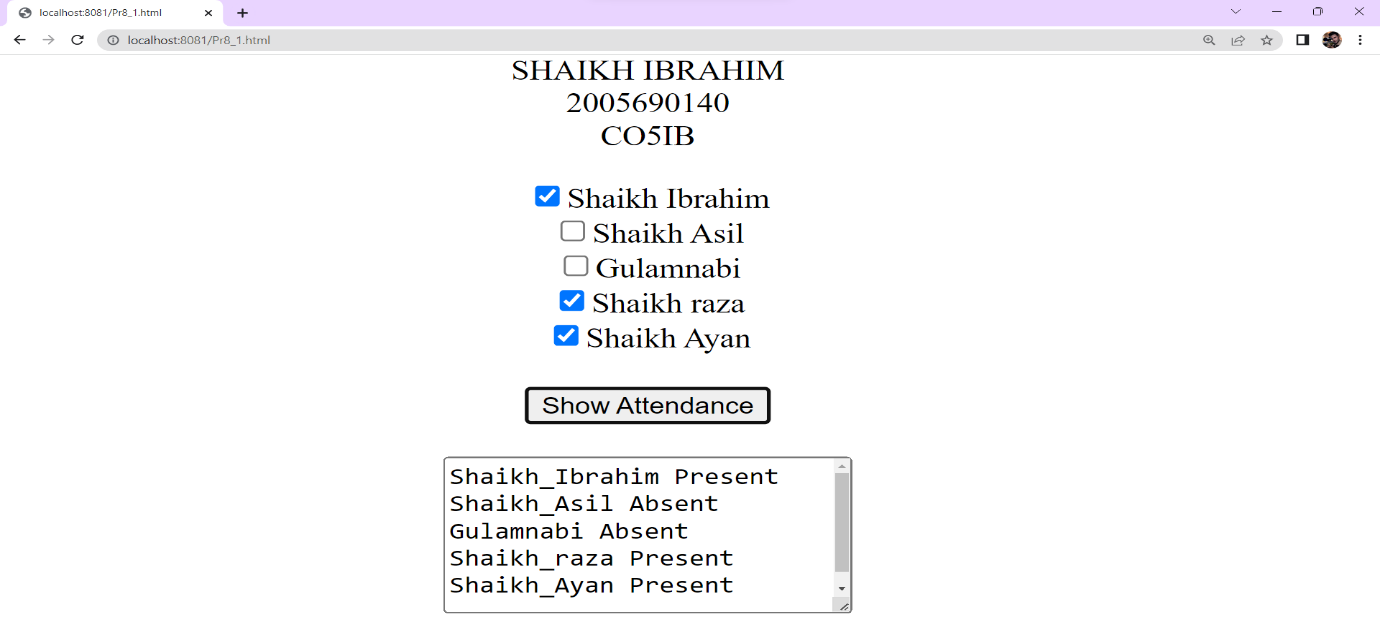 localhost:8081/Pr8_1.html
localhost:8081/Pr8_1.html
SHAIKH IBRAHIM
2005690140
CO5IB
Shaikh Ibrahim
Shaikh Asil
Gulamnabi
Shaikh raza
Shaikh Ayan
Show Attendance
Shaikh_Ibrahim Present
Shaikh_Asil Absent
Gulamnabi Absent
Shaikh_raza Present
Shaikh_Ayan Present